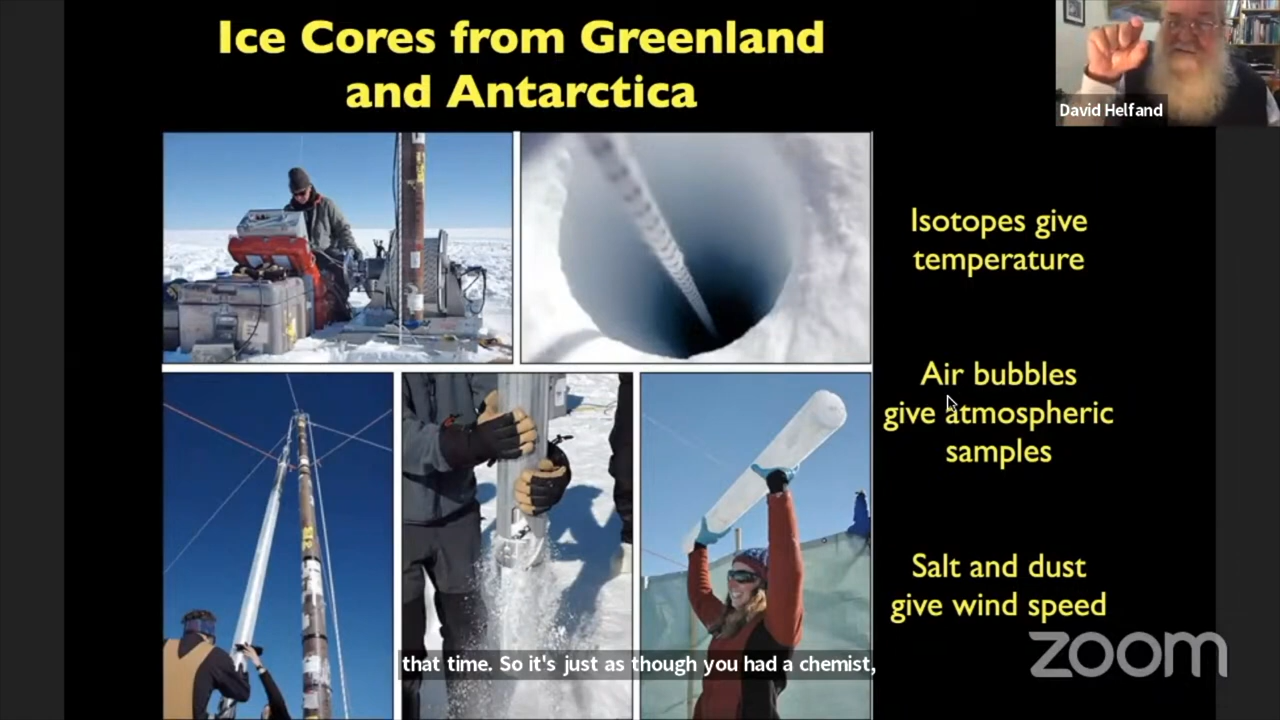 Ice Cores from Greenland
and Antarctica
David Helfand
Isotopes give
temperature
Air bubbles
give atmospheric
samples
Salt and dust
give wind speed
that time. So it's just as though you had a chemist,
zoom